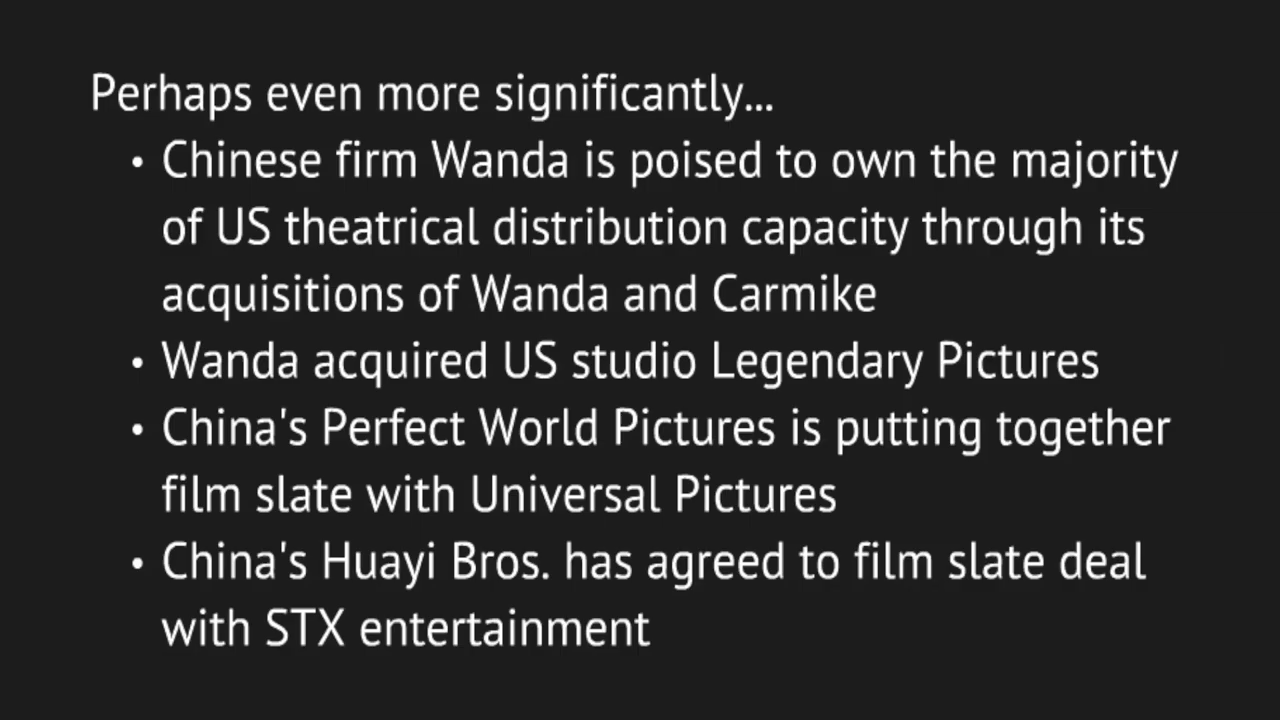 Perhaps even more significantly...
• Chinese firm Wanda is poised to own the majority
of US theatrical distribution capacity through its
acquisitions of Wanda and Carmike
• Wanda acquired US studio Legendary Pictures
• China's Perfect World Pictures is putting together
film slate with Universal Pictures
• China's Huayi Bros. has agreed to film slate deal
with STX entertainment